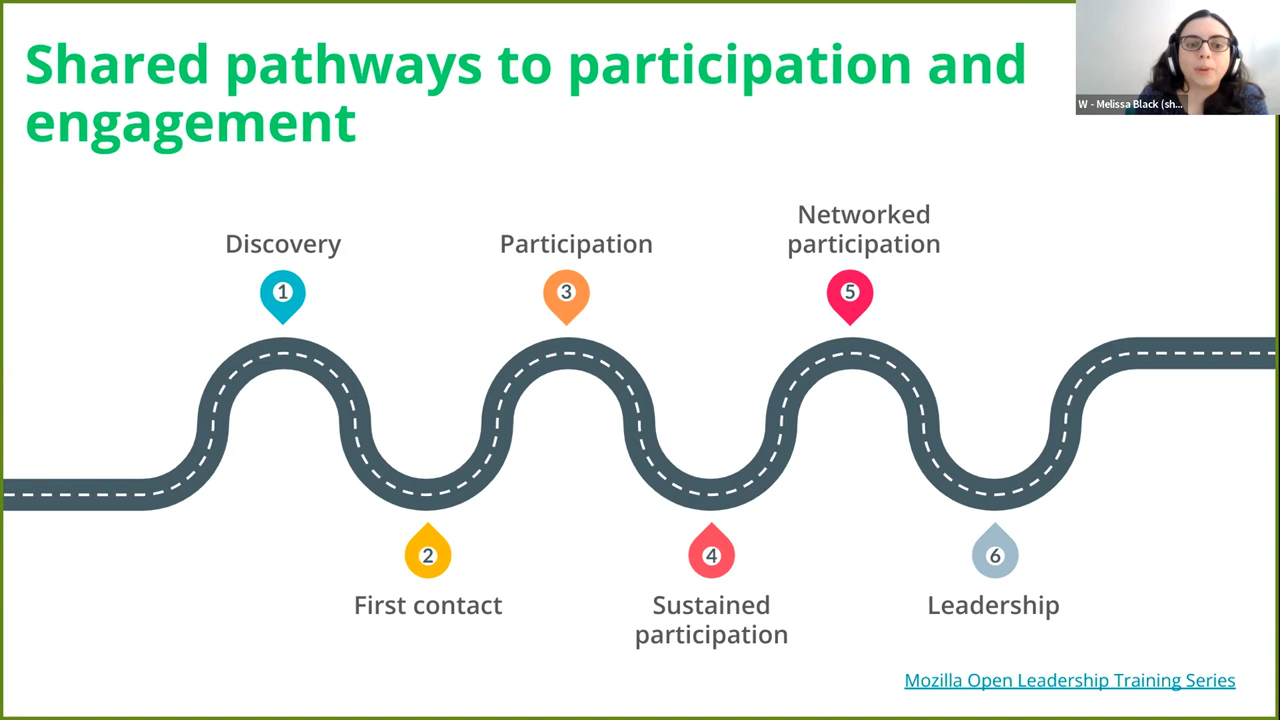 Shared pathways to participation and
engagement
W - Melissa Black (sh...
Networked
participation
Discovery
Participation
1
3
5
2
4
6
First contact
Sustained
participation
Leadership
Mozilla Open Leadership Training Series